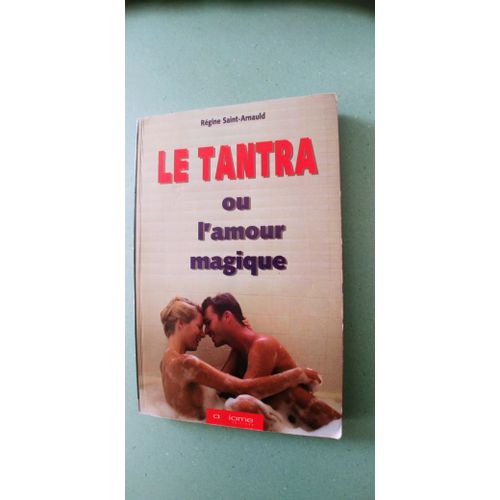 Régine Saint-Arnauld
LE TANTRA
ou
l'amour
magique